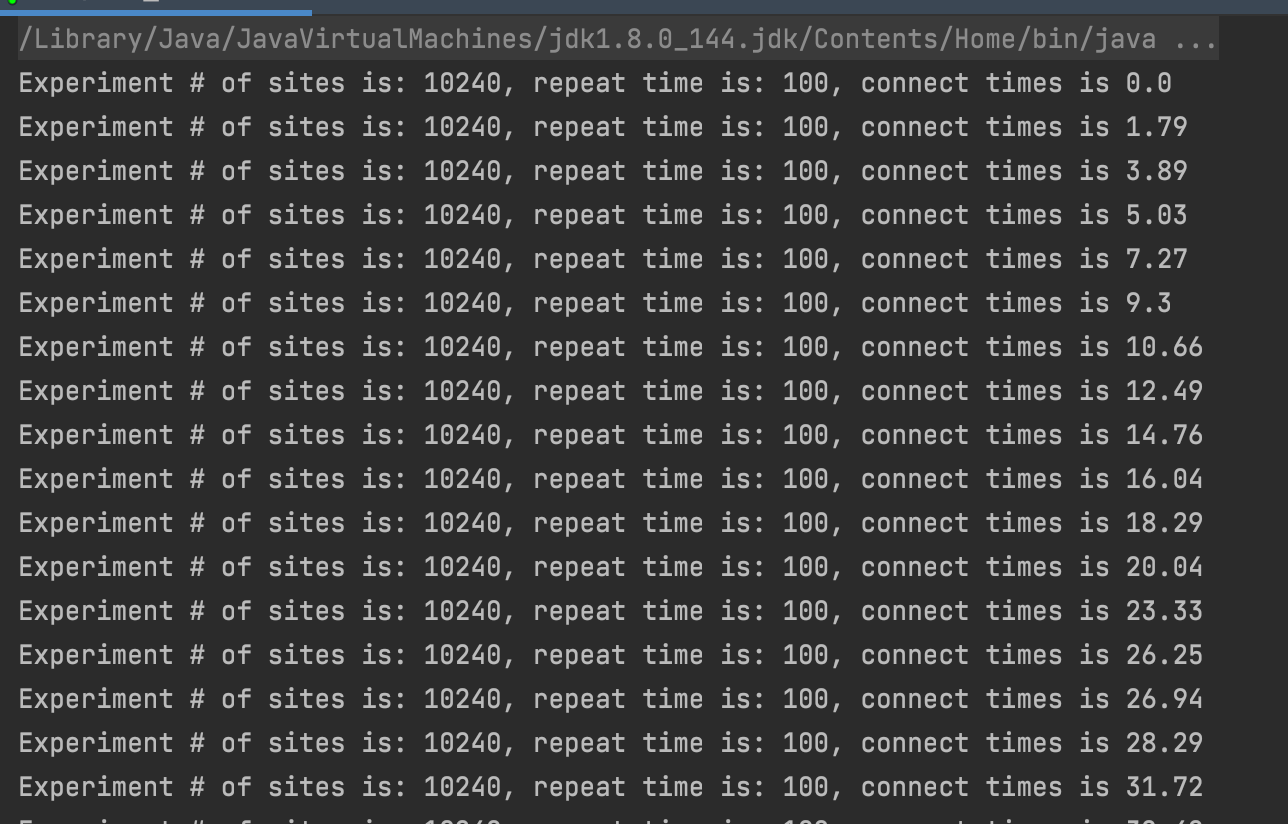 /Library/Java/JavaVirtualMachines/jdk1.8.0_144.jdk/Contents/Home/bin/java ...
Experiment # of sites is: 10240, repeat time is: 100, connect times is 0.0
Experiment # of sites is: 10240, repeat time is: 100, connect times is 1.79
Experiment # of sites is: 10240, repeat time is: 100, connect times is 3.89
Experiment # of sites is: 10240, repeat time is: 100, connect times is 5.03
Experiment # of sites is: 10240, repeat time is: 100, connect times is 7.27
Experiment # of sites is: 10240, repeat time is: 100, connect times is 9.3
Experiment # of sites is: 10240, repeat time is: 100, connect times is 10.66
Experiment # of sites is: 10240, repeat time is: 100, connect times is 12.49
Experiment # of sites is: 10240, repeat time is: 100, connect times is 14.76
Experiment # of sites is: 10240, repeat time is: 100, connect times is 16.04
Experiment # of sites is: 10240, repeat time is: 100, connect times is 18.29
Experiment # of sites is: 10240, repeat time is: 100, connect times is 20.04
Experiment # of sites is: 10240, repeat time is: 100, connect times is 23.33
Experiment # of sites is: 10240, repeat time is: 100, connect times is 26.25
Experiment # of sites is: 10240, repeat time is: 100, connect times is 26.94
Experiment # of sites is: 10240, repeat time is: 100, connect times is 28.29
Experiment # of sites is: 10240, repeat time is: 100, connect times is 31.72